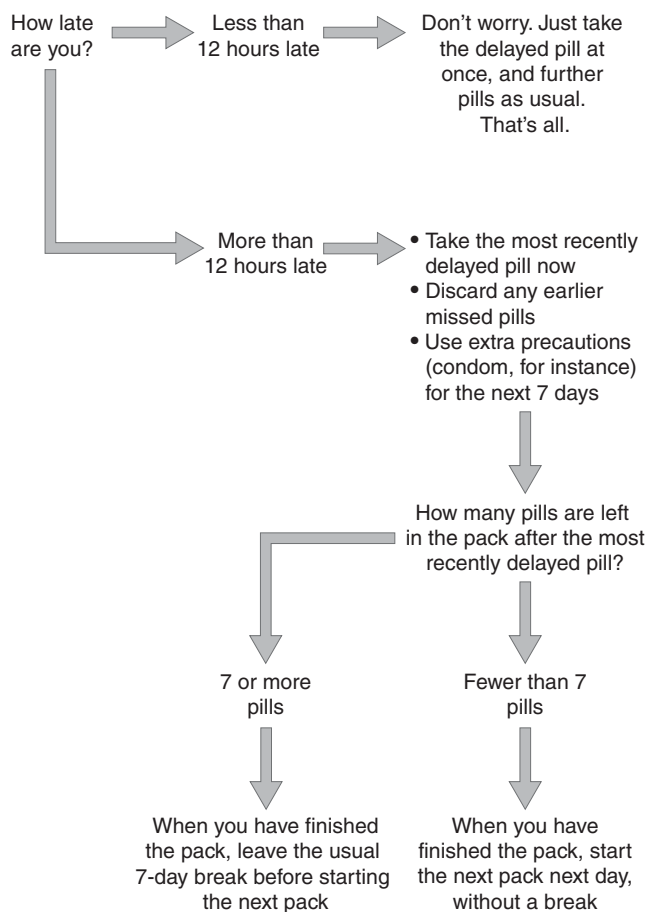 How late
are you?
Less than
12 hours late
Don’t worry. Just take
the delayed pill at
once, and further
pills as usual.
That’s all.
More than
12 hours late
• Take the most recently
delayed pill now
• Discard any earlier
missed pills
• Use extra precautions
(condom, for instance)
for the next 7 days
How many pills are left
in the pack after the most
recently delayed pill?
7 or more
pills
Fewer than 7
pills
When you have finished
the pack, leave the usual
7-day break before starting
the next pack
When you have
finished the pack, start
the next pack next day,
without a break